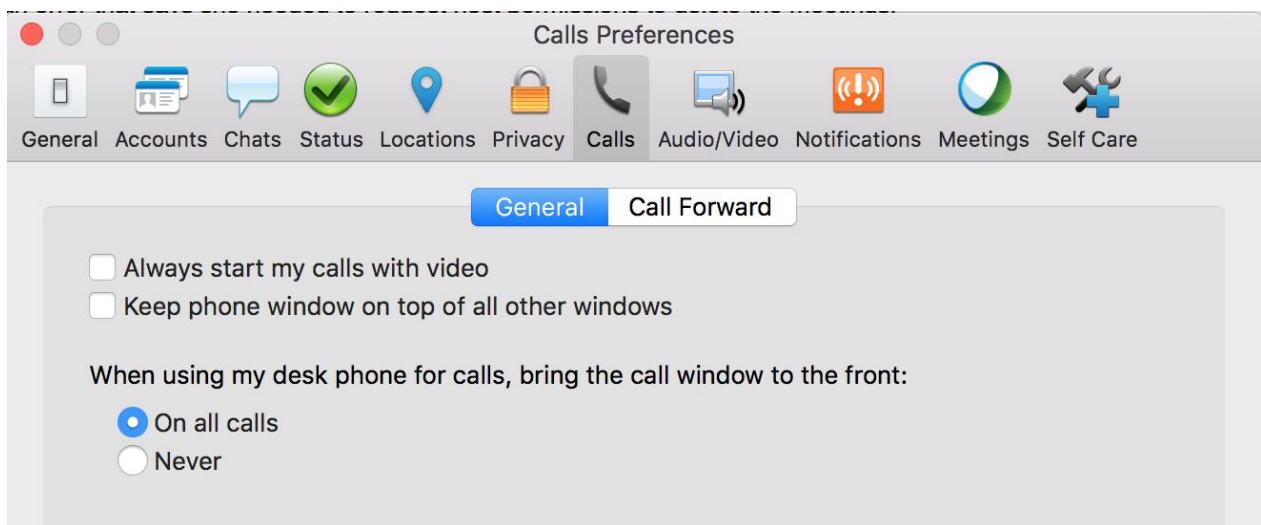 Calls Preferences
General Accounts Chats Status Locations Privacy Calls Audio/Video Notifications Meetings Self Care
General Call Forward
Always start my calls with video
Keep phone window on top of all other windows
When using my desk phone for calls, bring the call window to the front:
On all calls
Never